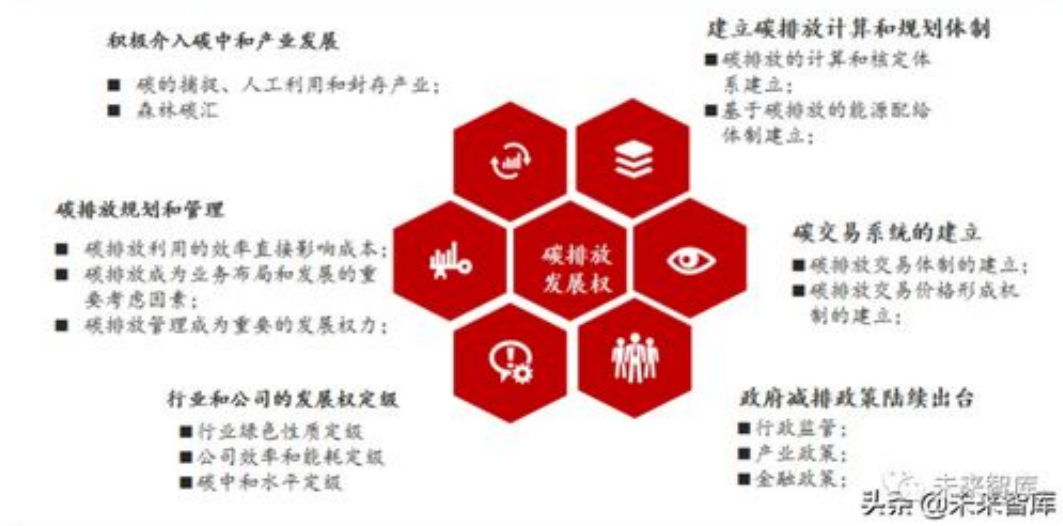 积极介入碳中和产业发展
■ 碳的捕捉、人工利用和封存产业；
■ 森林碳汇
建立碳排放计算和规划体制
■碳排放的计算和核定体
系建立；
■基于碳排放的能源配给
体制建立；
碳排放规划和管理
■ 碳排放利用的效率直接影响成本；
■ 碳排放成为业务布局和发展的重
要考虑因素；
■ 碳排放管理成为重要的发展权力；
碳排放
发展权
碳交易系统的建立
■碳排放交易体制的建立；
■碳排放交易价格形成机
制的建立；
行业和公司的发展权定级
■行业绿色性质定级
■公司效率和能耗定级
■碳中和水平定级
政府减排政策陆续出台
■行政监管；
■产业政策；
■金融政策；
未来智库
头条 @未来智库